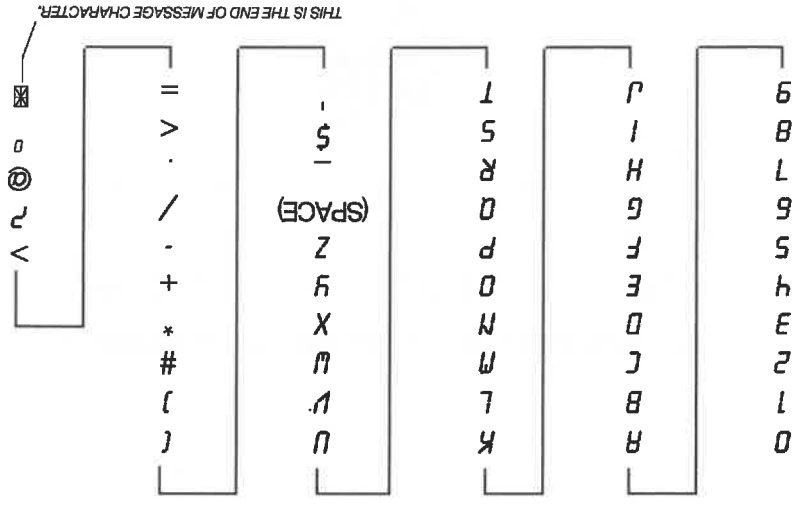 0
1
2
3
4
5
6
7
8
9
A
B
C
D
E
F
G
H
I
J
K
L
M
N
O
P
Q
R
S
T
U
V
W
X
Y
Z
(SPACE)
_
$
'
(
)
#
*
+
-
/
.
<
=
>
?
@
THIS IS THE END OF MESSAGE CHARACTER.